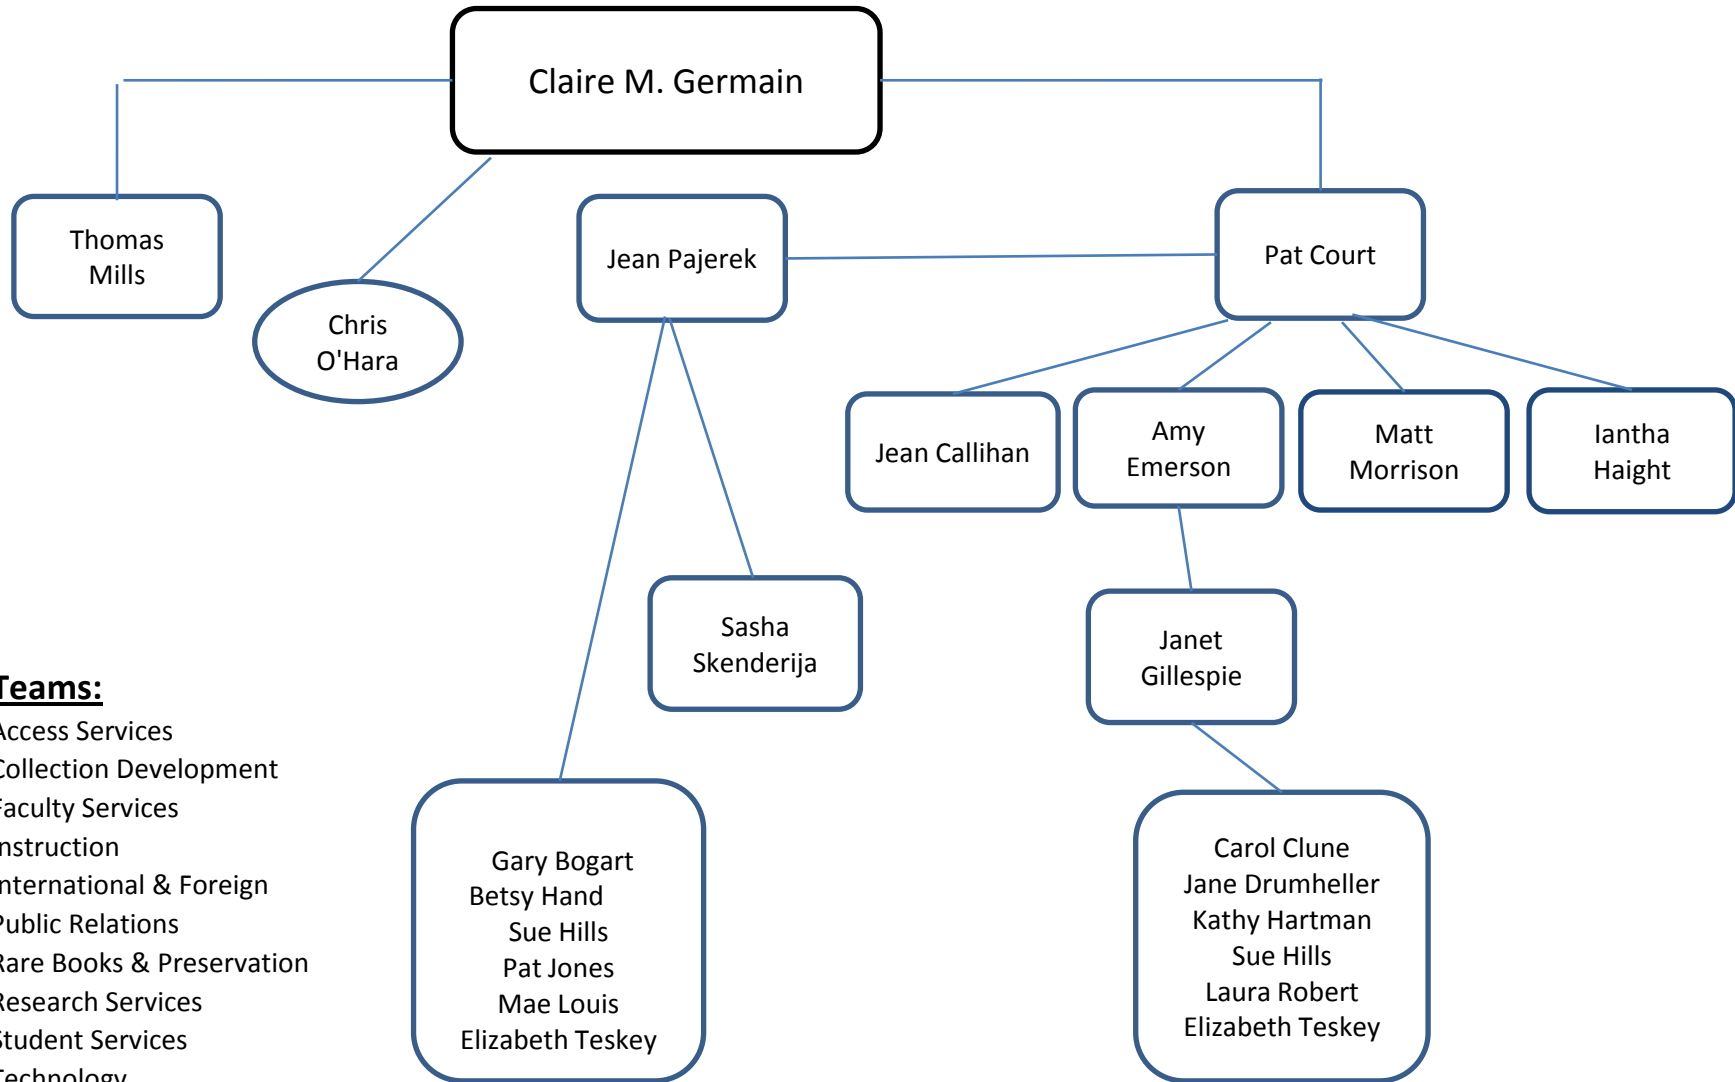 Claire M. Germain
Thomas
Mills
Chris
O'Hara
Jean Pajerek
Pat Court
Jean Callihan
Amy
Emerson
Matt
Morrison
Iantha
Haight
Sasha
Skenderija
Janet
Gillespie
Teams:
Access Services
Collection Development
Faculty Services
Instruction
International & Foreign
Public Relations
Rare Books & Preservation
Research Services
Student Services
Technology
Gary Bogart
Betsy Hand
Sue Hills
Pat Jones
Mae Louis
Elizabeth Teskey
Carol Clune
Jane Drumheller
Kathy Hartman
Sue Hills
Laura Robert
Elizabeth Teskey